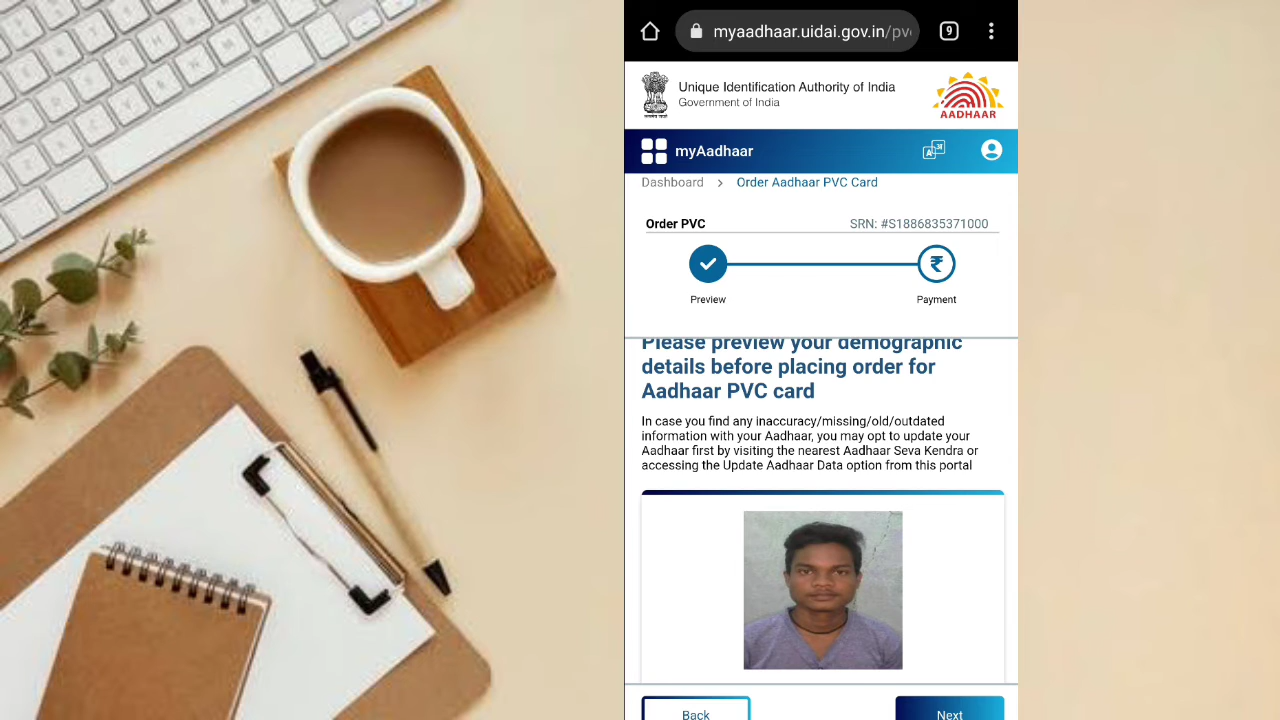 myaadhaar.uidai.gov.in/pv
9
Unique Identification Authority of India
Government of India
AADHAAR
myAadhaar
Dashboard > Order Aadhaar PVC Card
Order PVC SRN: #S1886835371000
₹
Preview Payment
Please preview your demographic
details before placing order for
Aadhaar PVC card
In case you find any inaccuracy/missing/old/outdated
information with your Aadhaar, you may opt to update your
Aadhaar first by visiting the nearest Aadhaar Seva Kendra or
accessing the Update Aadhaar Data option from this portal
Back Next